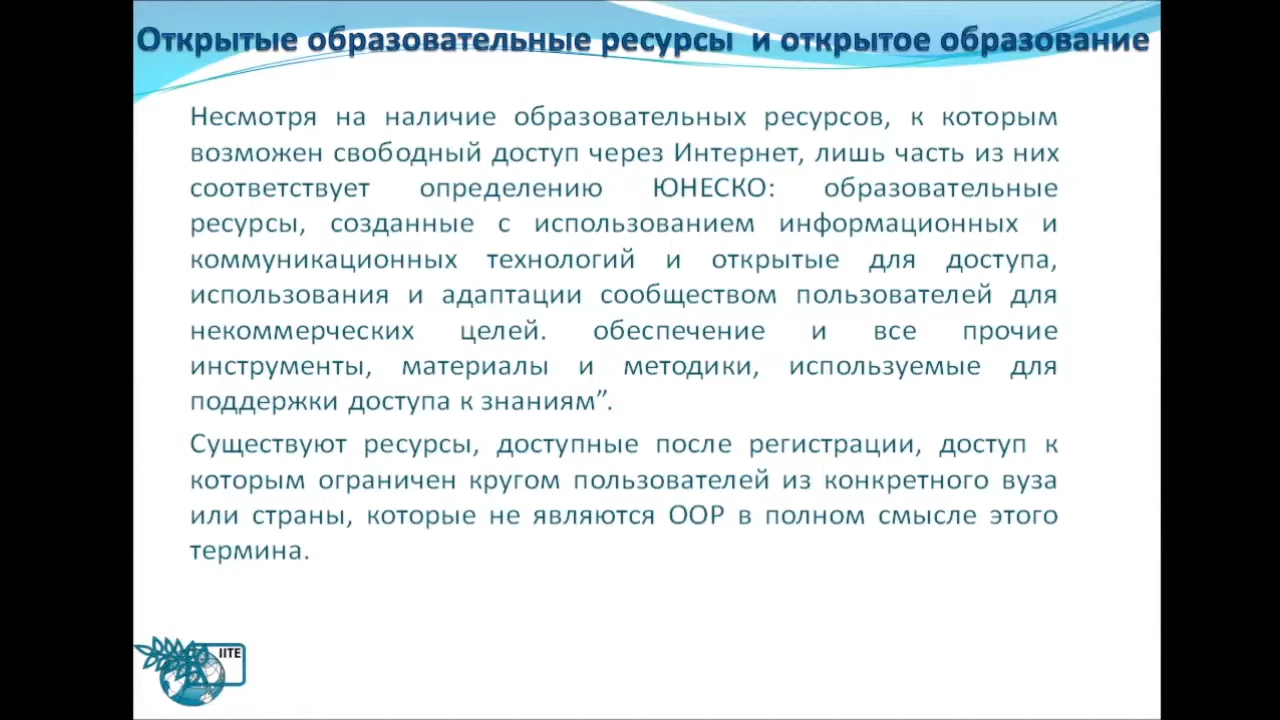 Открытые образовательные ресурсы и открытое образование
Несмотря на наличие образовательных ресурсов, к которым
возможен свободный доступ через Интернет, лишь часть из них
соответствует определению ЮНЕСКО: образовательные
ресурсы, созданные с использованием информационных и
коммуникационных технологий и открытые для доступа,
использования и адаптации сообществом пользователей для
некоммерческих целей. обеспечение и все прочие
инструменты, материалы и методики, используемые для
поддержки доступа к знаниям”.
Существуют ресурсы, доступные после регистрации, доступ к
которым ограничен кругом пользователей из конкретного вуза
или страны, которые не являются ООР в полном смысле этого
термина.
IITE